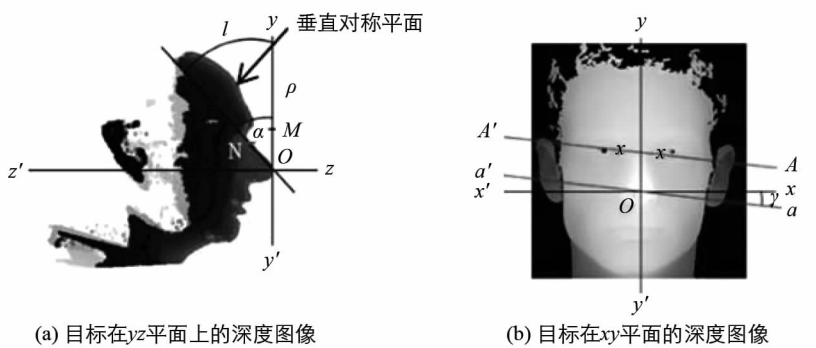 y
l
垂直对称平面
ρ
α
M
N
O
z'
z
y'
(a) 目标在yz平面上的深度图像
y
A'
x
x
A
a'
x'
x
O
γ
a
y'
(b) 目标在xy平面的深度图像